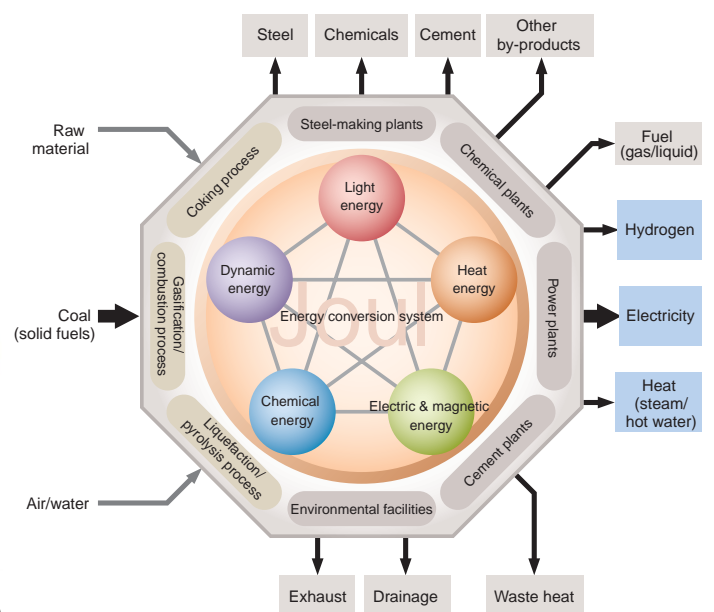 Steel
Chemicals
Cement
Other
by-products
Raw
material
Steel-making plants
Fuel
(gas/liquid)
Coking process
Chemical plants
Light
energy
Hydrogen
Dynamic
energy
Heat
energy
Gasification/
combustion process
Power plants
Coal
(solid fuels)
Joul
Energy conversion system
Electricity
Chemical
energy
Electric & magnetic
energy
Heat
(steam/
hot water)
Liquefaction/
pyrolysis process
Cement plants
Air/water
Environmental facilities
Exhaust
Drainage
Waste heat